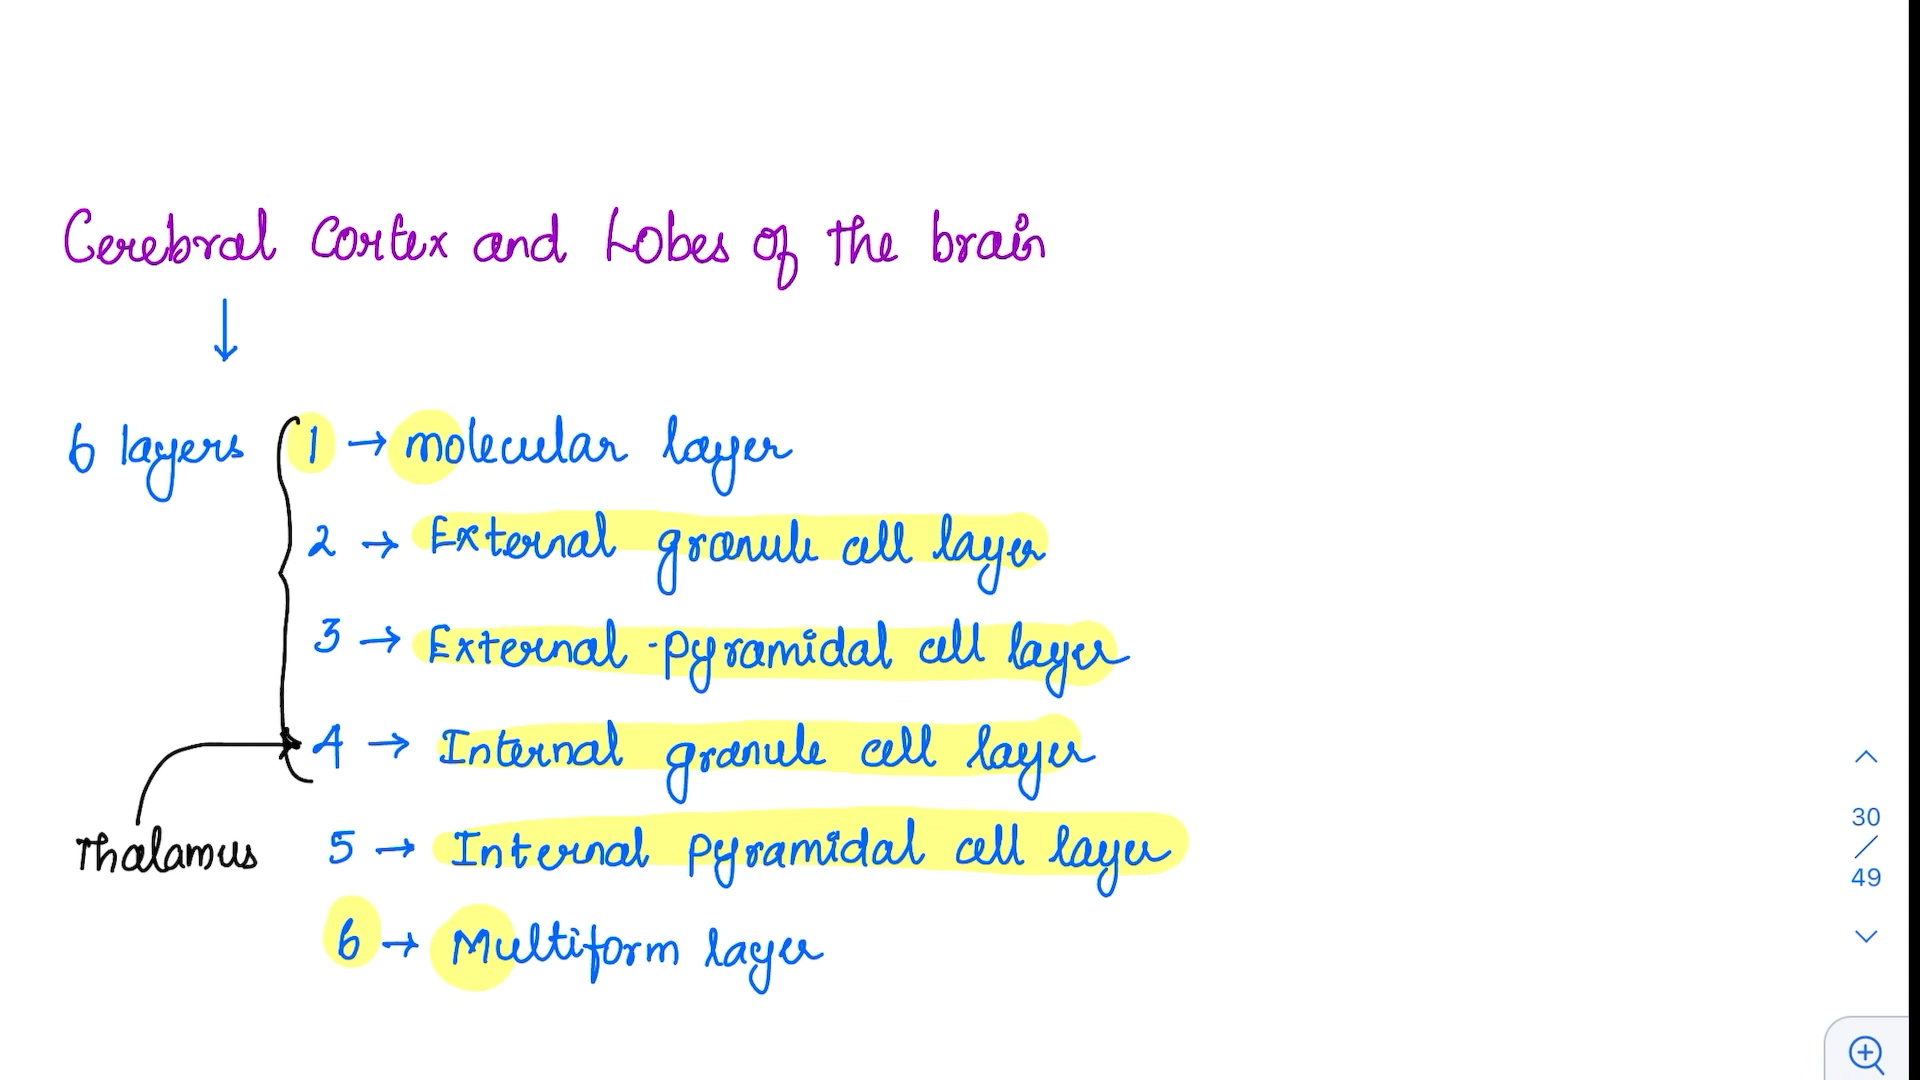 Cerebral Cortex and Lobes of the brain
↓
6 layers
1 → molecular layer
2 → External granule cell layer
3 → External pyramidal cell layer
4 → Internal granule cell layer
Thalamus
5 → Internal pyramidal cell layer
6 → Multiform layer
30
/
49